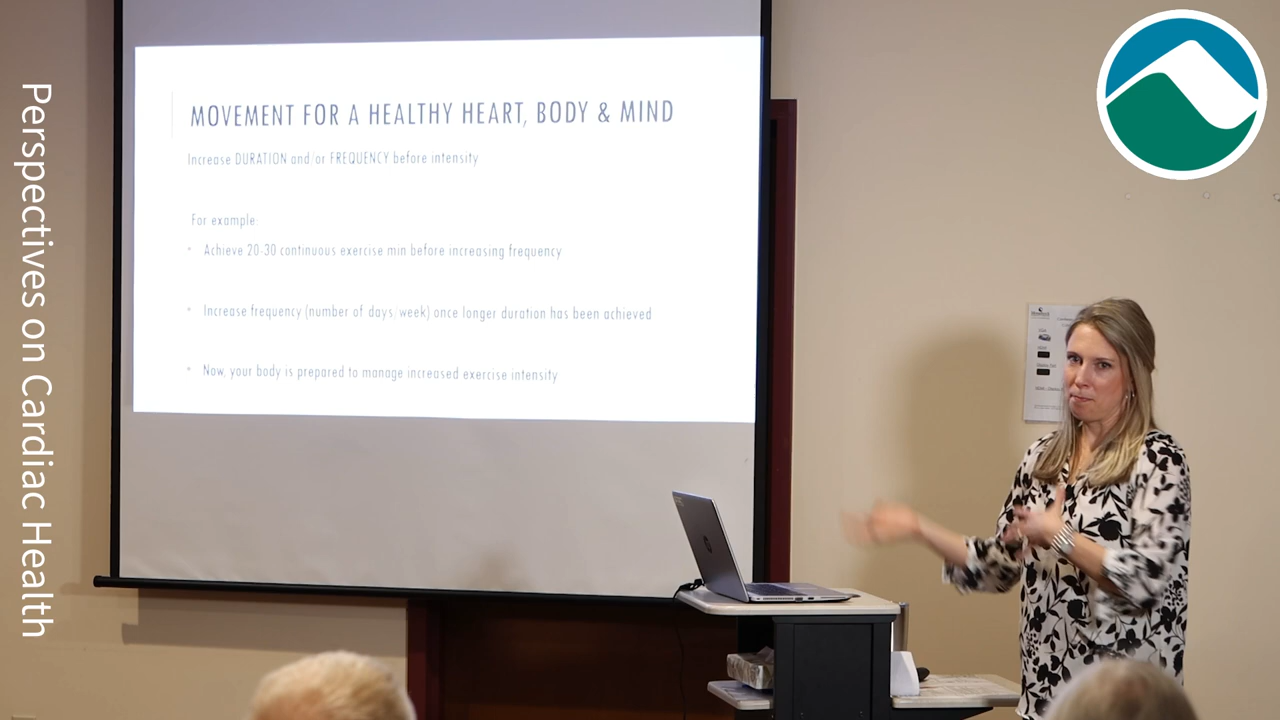 Perspectives on Cardiac Health
MOVEMENT FOR A HEALTHY HEART, BODY & MIND
Increase DURATION and/or FREQUENCY before intensity
For example:
• Achieve 20-30 continuous exercise min before increasing frequency
• Increase frequency (number of days/week) once longer duration has been achieved
• Now, your body is prepared to manage increased exercise intensity